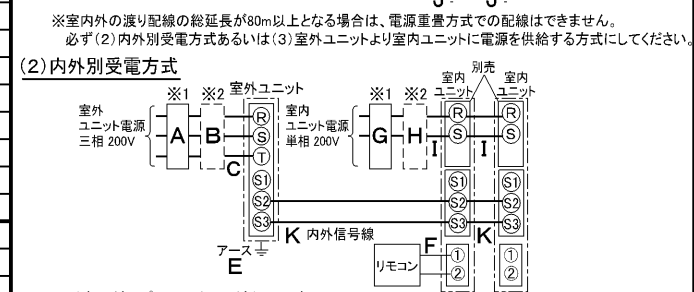 ※室内外の渡り配線の総延長が80m以上となる場合は、電源重畳方式での配線はできません。
必ず(2)内外別受電方式あるいは(3)室外ユニットより室内ユニットに電源を供給する方式にしてください。
(2)内外別受電方式
※1 ※2 室外ユニット
室外
ユニット電源
三相 200V
A B C
R
S
T
S1
S2
S3
アース
E
K 内外信号線
室内
ユニット電源
単相 200V
※1 ※2
G H I
室内
ユニット
別売
室内
ユニット
R
S
S1
S2
S3
I
R
S
S1
S2
S3
K
リモコン
F
①
②
①
②